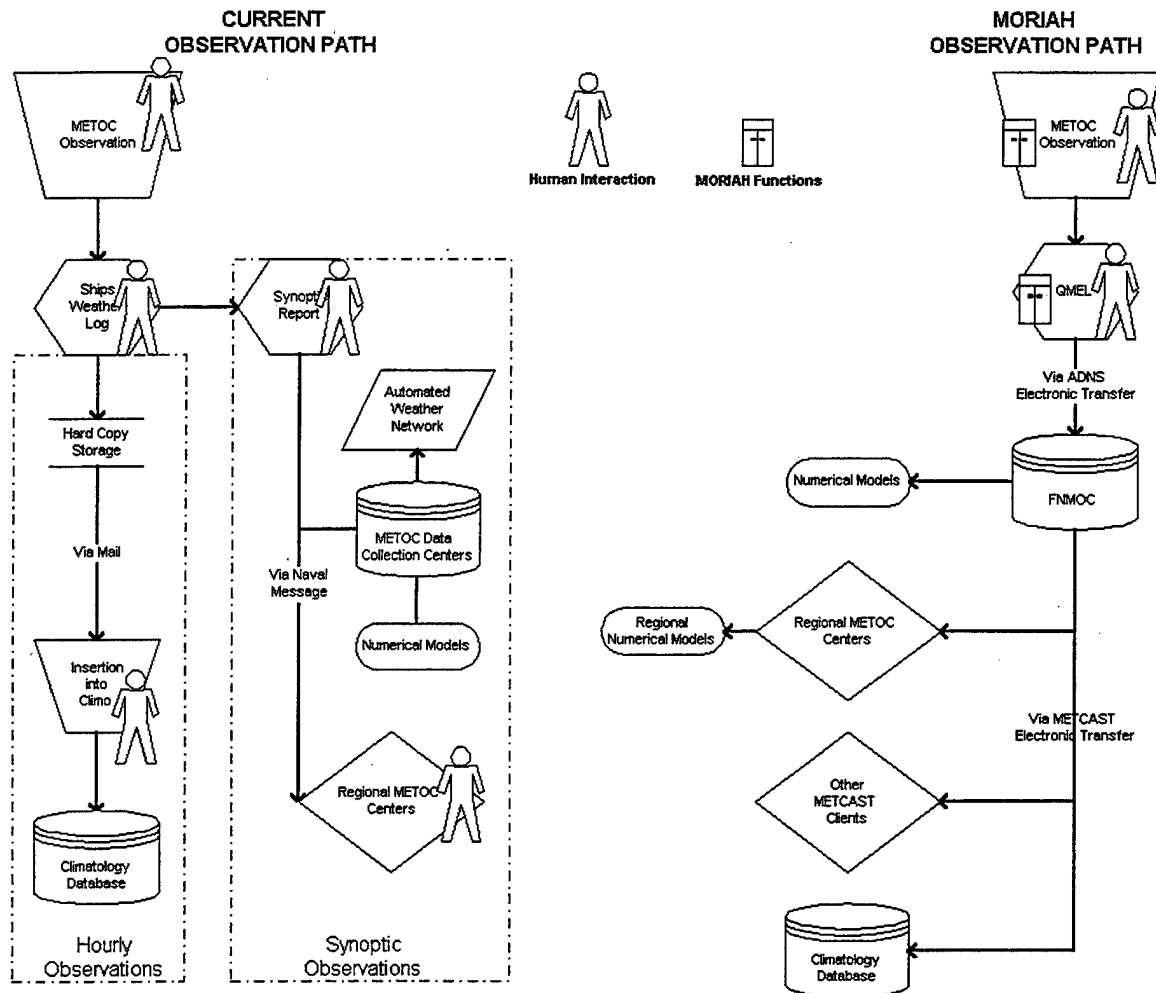 CURRENT
OBSERVATION PATH
METOC
Observation
Ships
Weather
Log
Hard Copy
Storage
Via Mail
Insertion
into
Climo
Climatology
Database
Hourly
Observations
Report
Automated
Weather
Network
METOC Data
Collection Centers
Via Naval
Message
Numerical Models
Regional METOC
Centers
Synoptic
Observations
Human Interaction
MORIAH Functions
MORIAH
OBSERVATION PATH
METOC
Observation
QMEL
Via ADNS
Electronic Transfer
FNMOC
Numerical Models
Regional METOC
Centers
Regional
Numerical Models
Via METCAST
Electronic Transfer
Other
METCAST
Clients
Climatology
Database